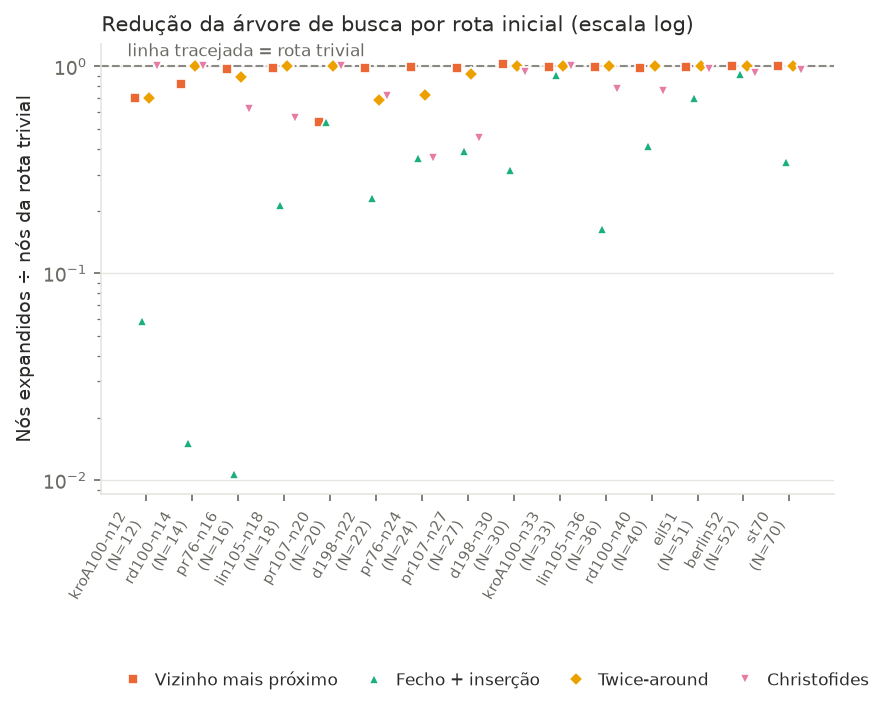 Redução da árvore de busca por rota inicial (escala log)
linha tracejada = rota trivial
Nós expandidos ÷ nós da rota trivial
10⁰
10⁻¹
10⁻²
kroA100-n12
(N=12)
rd100-n14
(N=14)
pr76-n16
(N=16)
lin105-n18
(N=18)
pr107-n20
(N=20)
d198-n22
(N=22)
pr76-n24
(N=24)
pr107-n27
(N=27)
d198-n30
(N=30)
kroA100-n33
(N=33)
lin105-n36
(N=36)
rd100-n40
(N=40)
eil51
(N=51)
berlin52
(N=52)
st70
(N=70)
Vizinho mais próximo
Fecho + inserção
Twice-around
Christofides